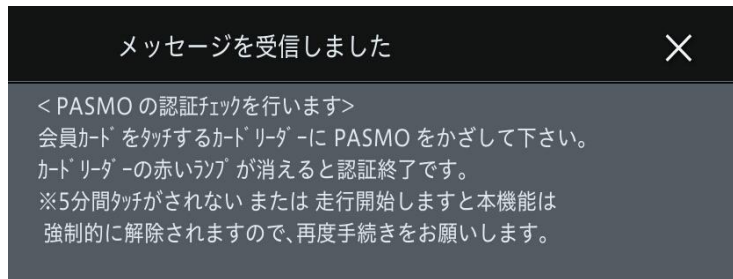 メッセージを受信しました
< PASMO の認証ﾁｪｯｸを行います>
会員ｶｰﾄﾞをﾀｯﾁするｶｰﾄﾞﾘｰﾀﾞｰに PASMO をかざして下さい。
ｶｰﾄﾞﾘｰﾀﾞｰの赤いﾗﾝﾌﾟが消えると認証終了です。
※5分間ﾀｯﾁがされない または 走行開始しますと本機能は
強制的に解除されますので、再度手続きをお願いします。